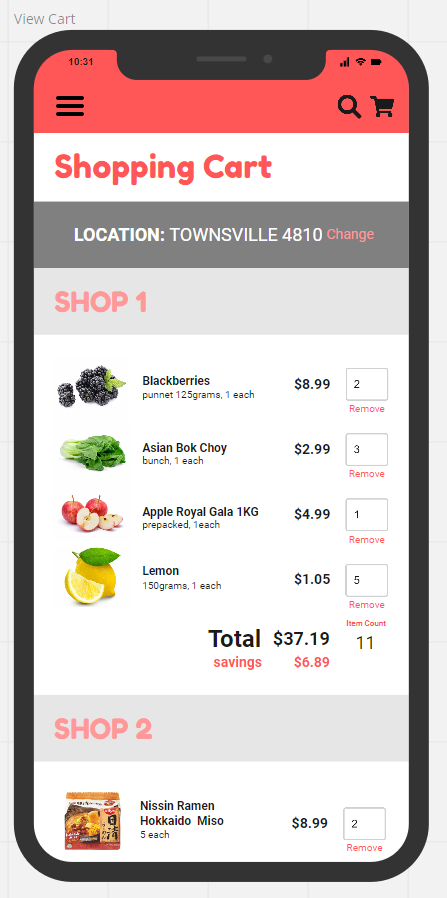 View Cart
10:31
Shopping Cart
LOCATION: TOWNSVILLE 4810 Change
SHOP 1
Blackberries
punnet 125grams, 1 each
$8.99
2
Remove
Asian Bok Choy
bunch, 1 each
$2.99
3
Remove
Apple Royal Gala 1KG
prepacked, 1each
$4.99
1
Remove
Lemon
150grams, 1 each
$1.05
5
Remove
Total $37.19
savings $6.89
Item Count
11
SHOP 2
Nissin Ramen
Hokkaido Miso
5 each
$8.99
2
Remove